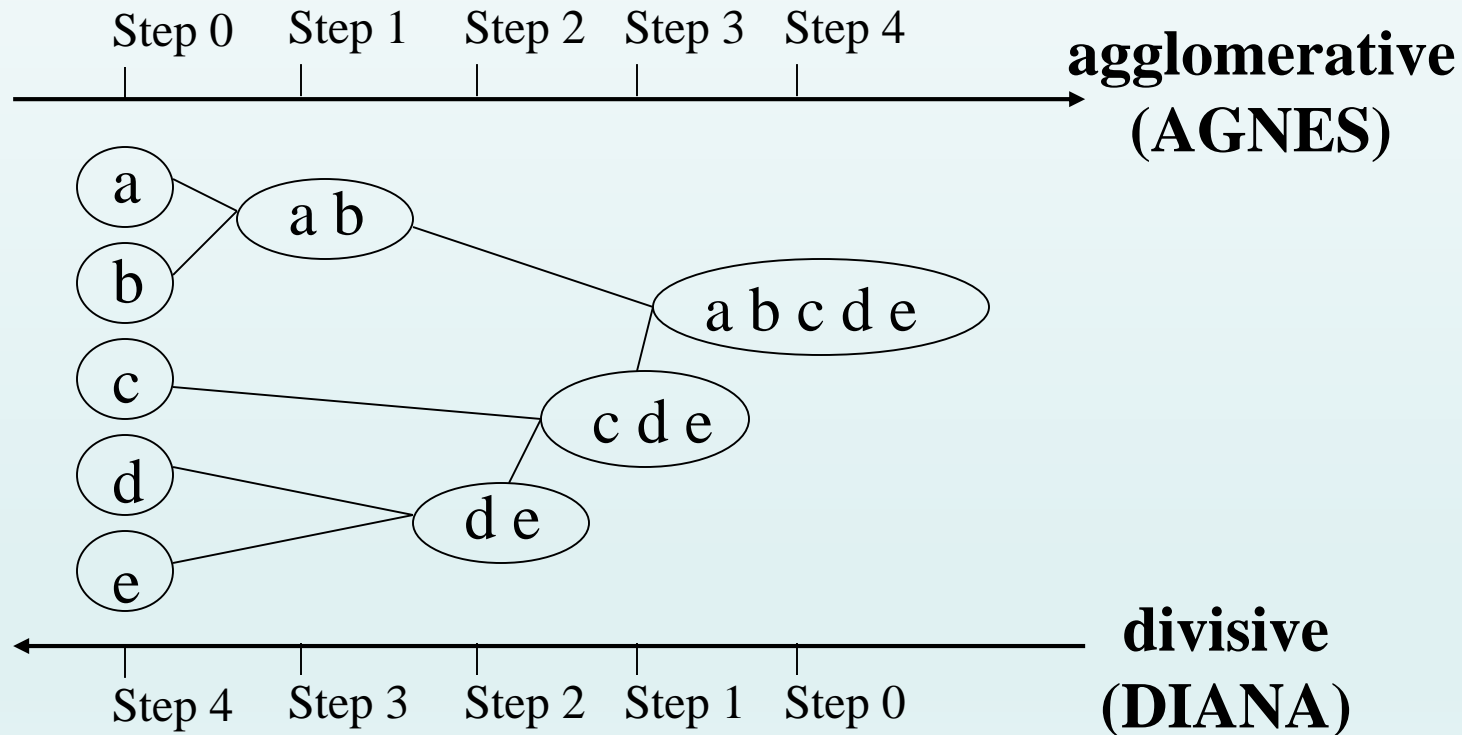 Step 0 Step 1 Step 2 Step 3 Step 4
agglomerative
(AGNES)
a
a b
b
a b c d e
c
c d e
d
d e
e
divisive
(DIANA)
Step 4 Step 3 Step 2 Step 1 Step 0